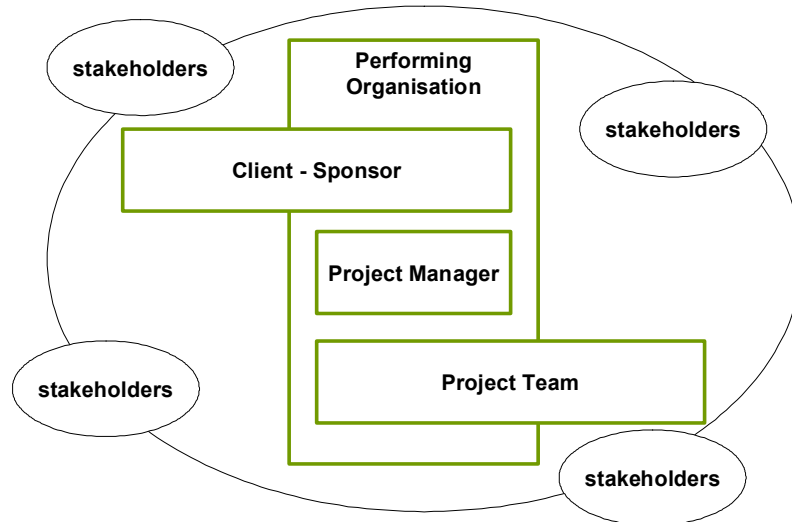 stakeholders
Performing
Organisation
stakeholders
Client - Sponsor
Project Manager
Project Team
stakeholders
stakeholders